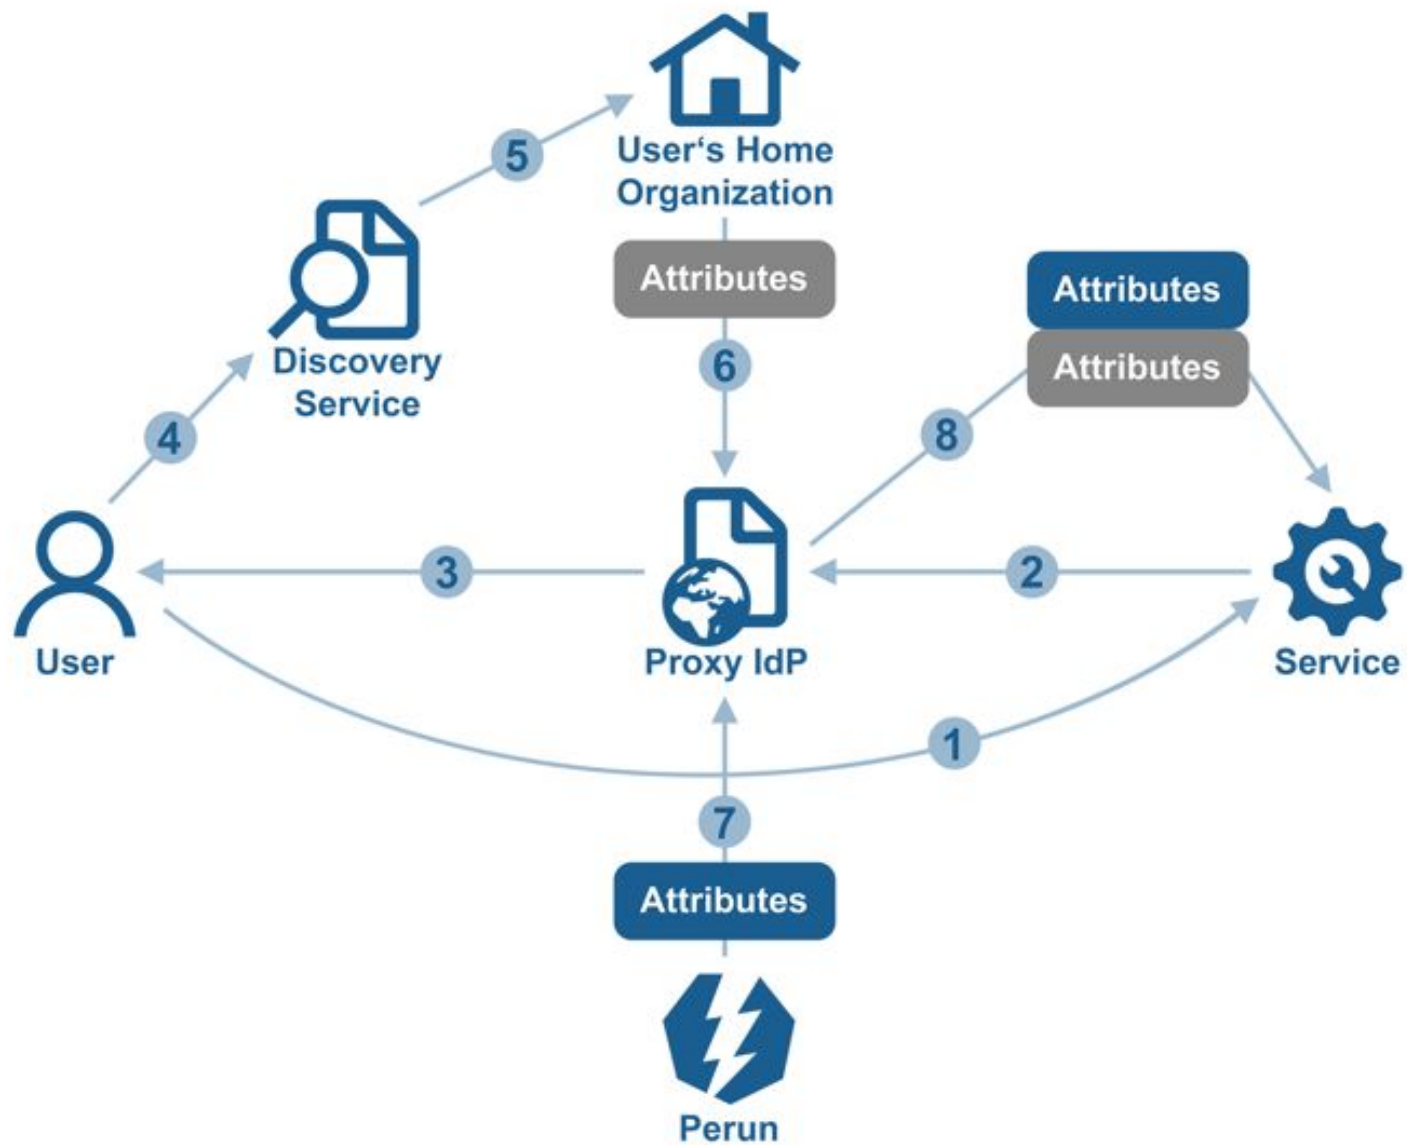 5
User‘s Home
Organization
Attributes
Attributes
Attributes
6
Discovery
Service
4
8
3
2
User
Proxy IdP
Service
1
7
Attributes
Perun